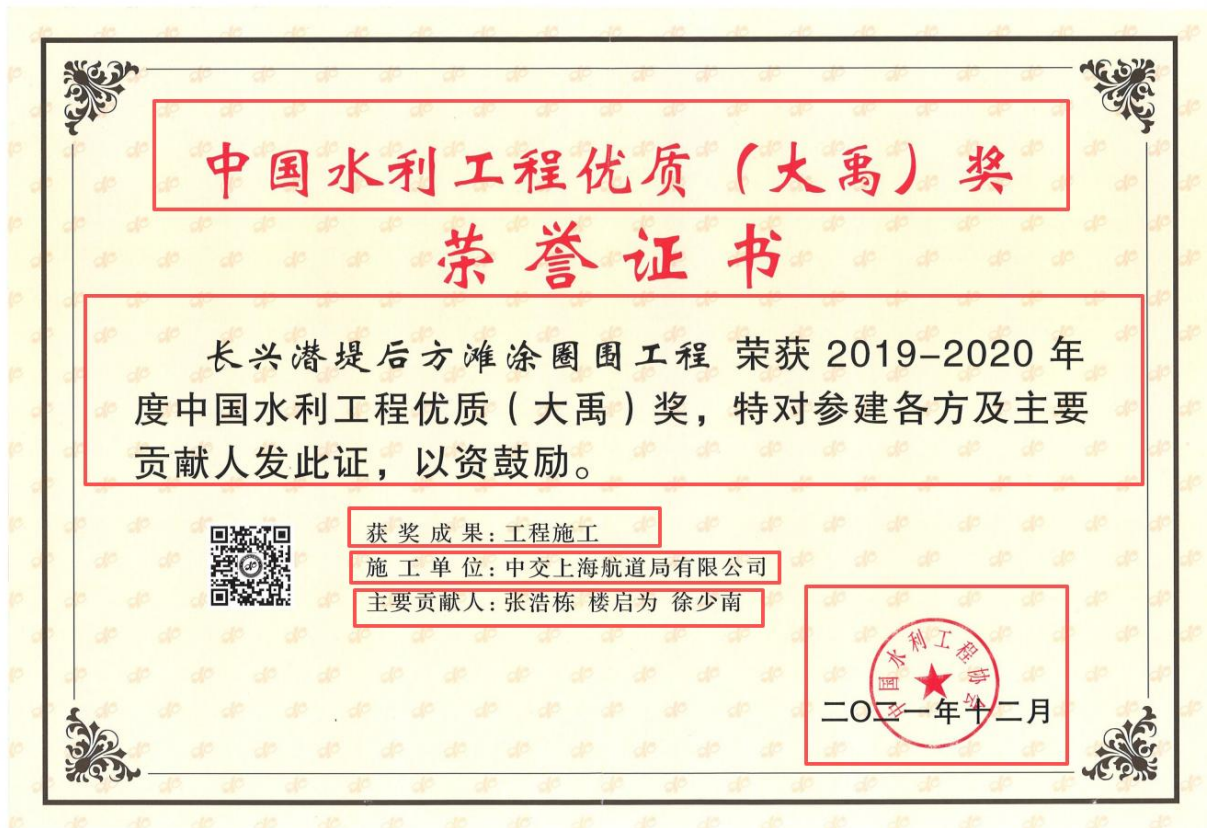 中国水利工程优质（大禹）奖
荣誉证书
长兴潜堤后方滩涂圈围工程 荣获 2019-2020 年
度中国水利工程优质（大禹）奖，特对参建各方及主要
贡献人发此证，以资鼓励。
获奖成果：工程施工
施工单位：中交上海航道局有限公司
主要贡献人：张浩栋 楼启为 徐少南
中国水利工程协会
二〇二一年十二月